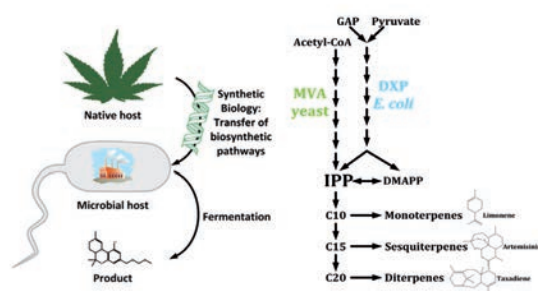 Native host
Synthetic
Biology:
Transfer of
biosynthetic
pathways
Microbial host
Fermentation
Product
GAP Pyruvate
Acetyl-CoA
MVA
yeast
DXP
E. coli
IPP
DMAPP
C10
Monoterpenes
Limonene
C15
Sesquiterpenes
Artemisinin
C20
Diterpenes
Taxadiene